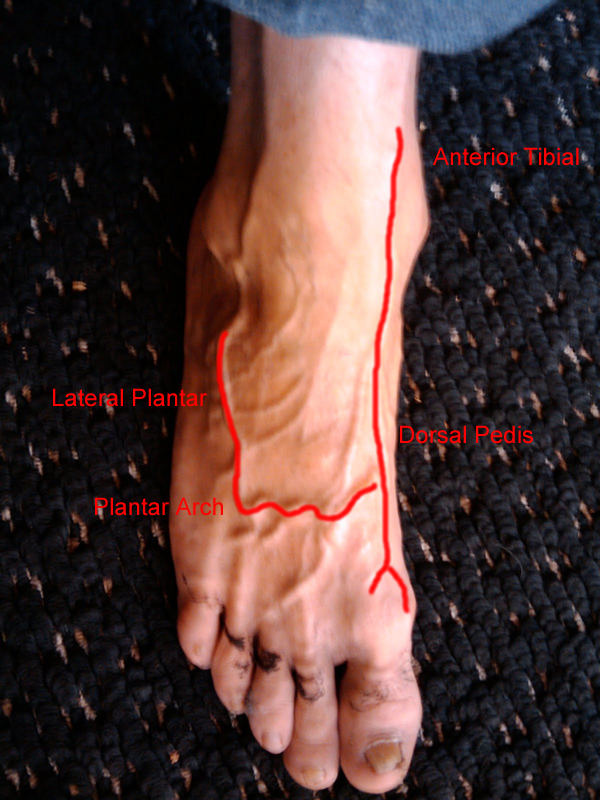 Anterior Tibial
Lateral Plantar
Dorsal Pedis
Plantar Arch